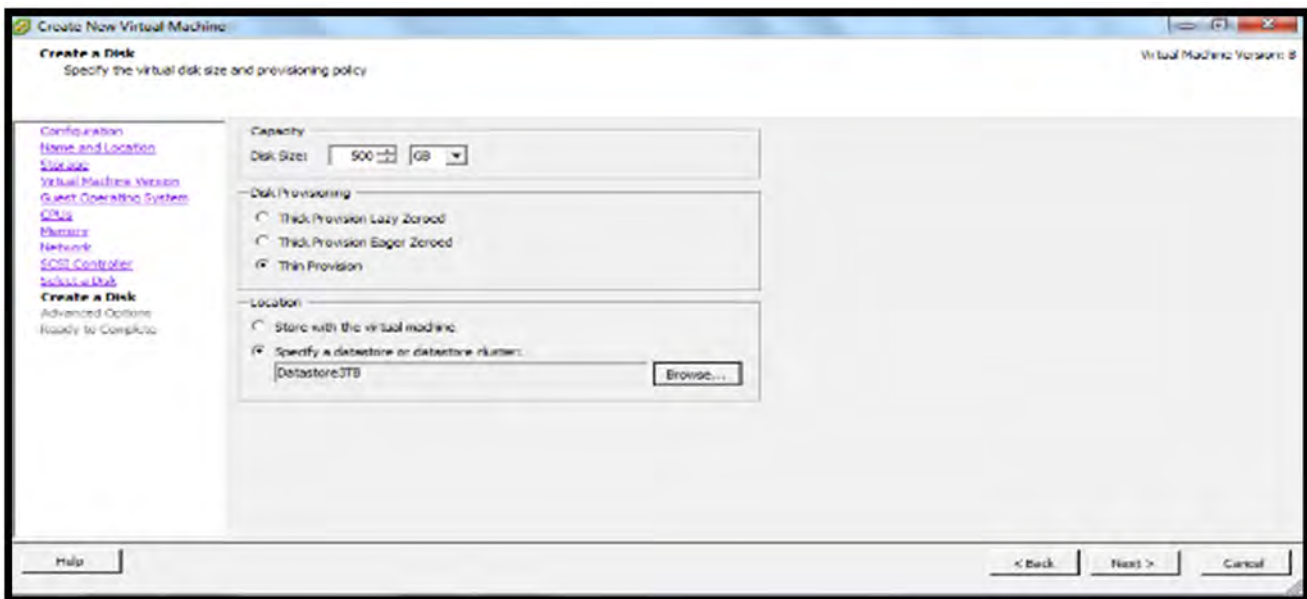 Create New Virtual Machine
Create a Disk
Specify the virtual disk size and provisioning policy
Virtual Machine Version: 8
Configuration
Name and Location
Storage
Virtual Machine Version
Guest Operating System
CPUs
Memory
Network
SCSI Controller
Select a Disk
Create a Disk
Advanced Options
Ready to Complete
Capacity
Disk Size: 500 GB
Disk Provisioning
Thick Provision Lazy Zeroed
Thick Provision Eager Zeroed
Thin Provision
Location
Store with the virtual machine
Specify a datastore or datastore cluster:
Datastore3TB
Browse...
Help
< Back
Next >
Cancel